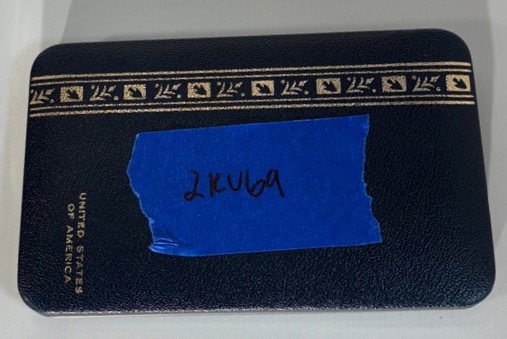 2KU69
UNITED STATES
OF AMERICA